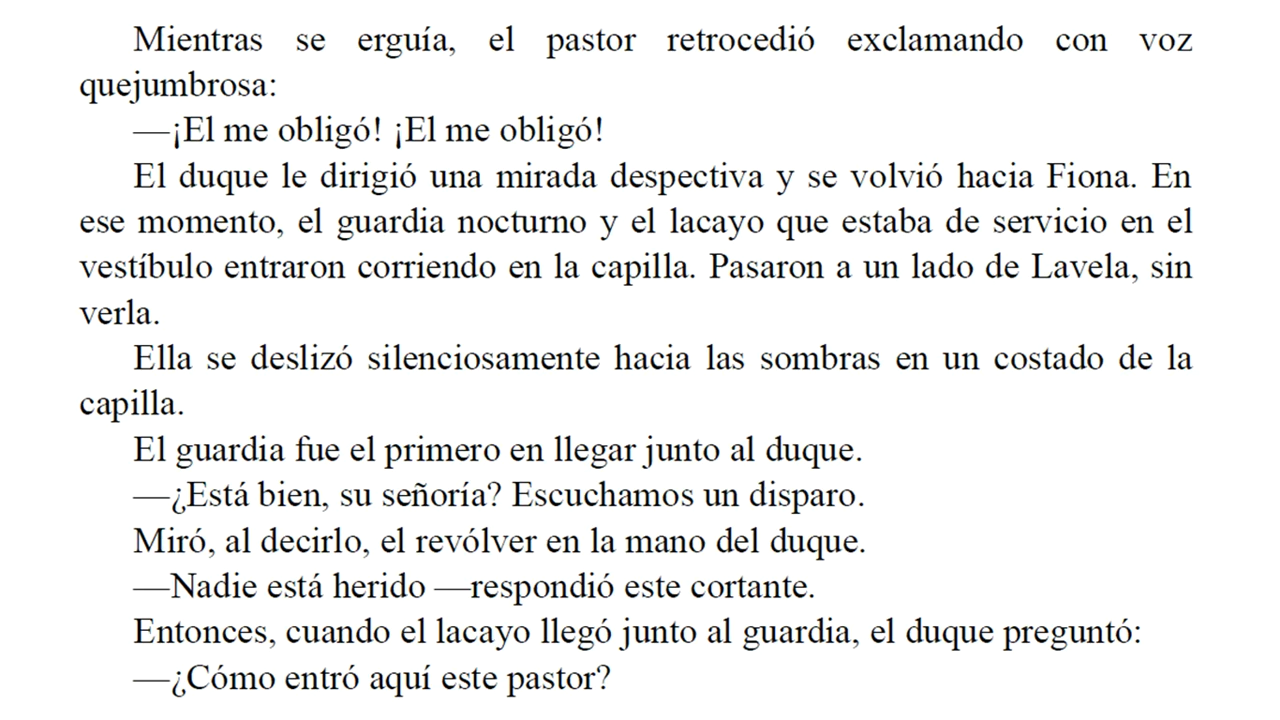 Mientras se erguía, el pastor retrocedió exclamando con voz
quejumbrosa:
—¡El me obligó! ¡El me obligó!
El duque le dirigió una mirada despectiva y se volvió hacia Fiona. En
ese momento, el guardia nocturno y el lacayo que estaba de servicio en el
vestíbulo entraron corriendo en la capilla. Pasaron a un lado de Lavela, sin
verla.
Ella se deslizó silenciosamente hacia las sombras en un costado de la
capilla.
El guardia fue el primero en llegar junto al duque.
—¿Está bien, su señoría? Escuchamos un disparo.
Miró, al decirlo, el revólver en la mano del duque.
—Nadie está herido —respondió este cortante.
Entonces, cuando el lacayo llegó junto al guardia, el duque preguntó:
—¿Cómo entró aquí este pastor?